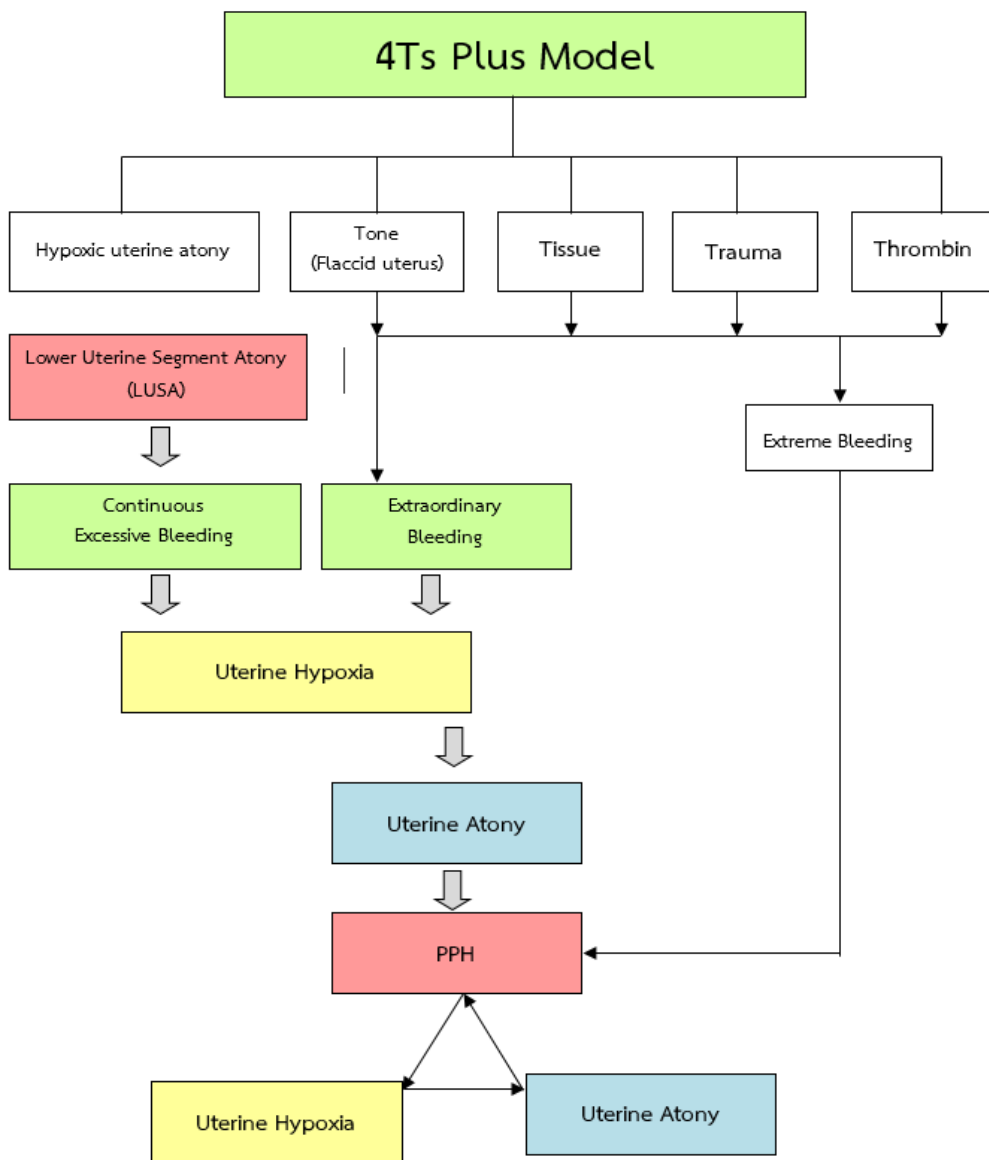 4Ts Plus Model
Hypoxic uterine atony
Tone
(Flaccid uterus)
Tissue
Trauma
Thrombin
Lower Uterine Segment Atony
(LUSA)
Extreme Bleeding
Continuous
Excessive Bleeding
Extraordinary
Bleeding
Uterine Hypoxia
Uterine Atony
PPH
Uterine Hypoxia
Uterine Atony